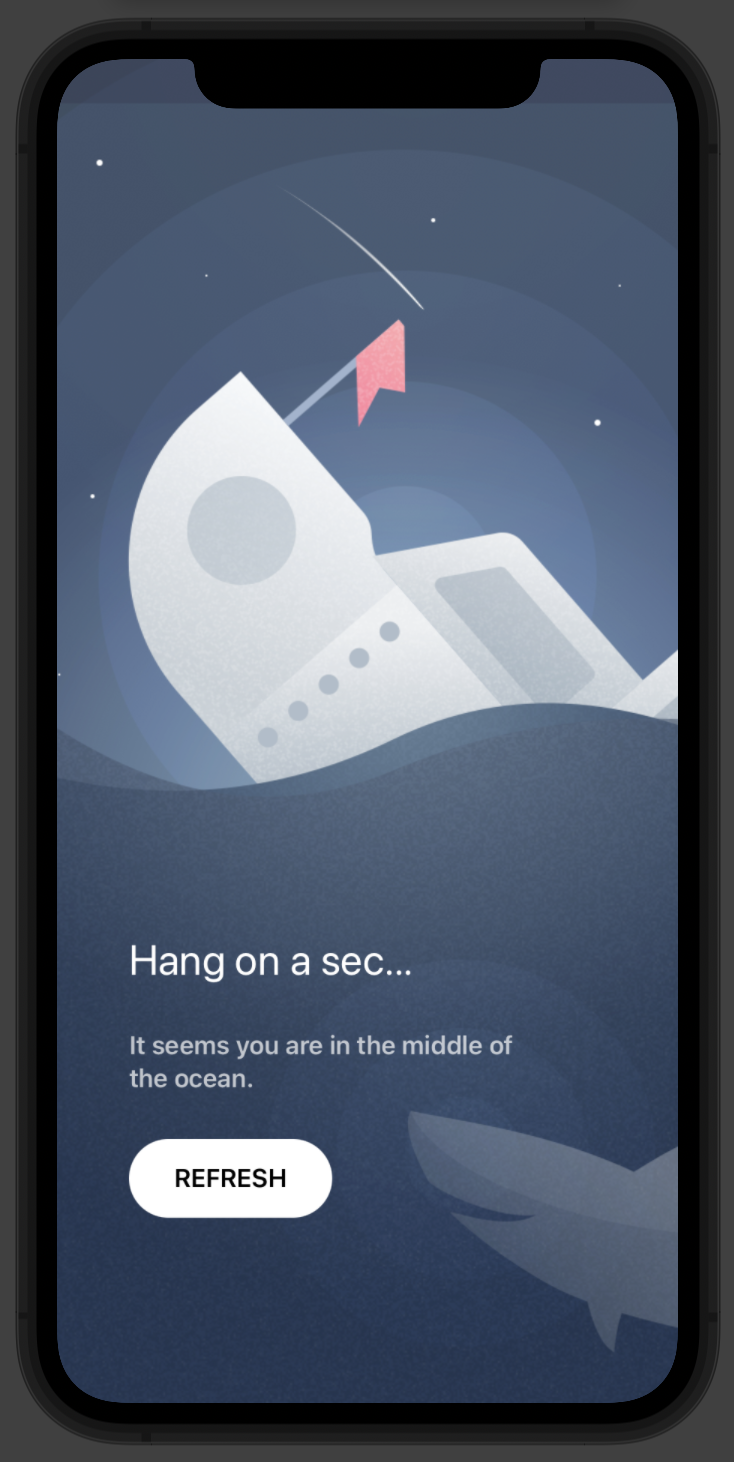 Hang on a sec...
It seems you are in the middle of
the ocean.
REFRESH